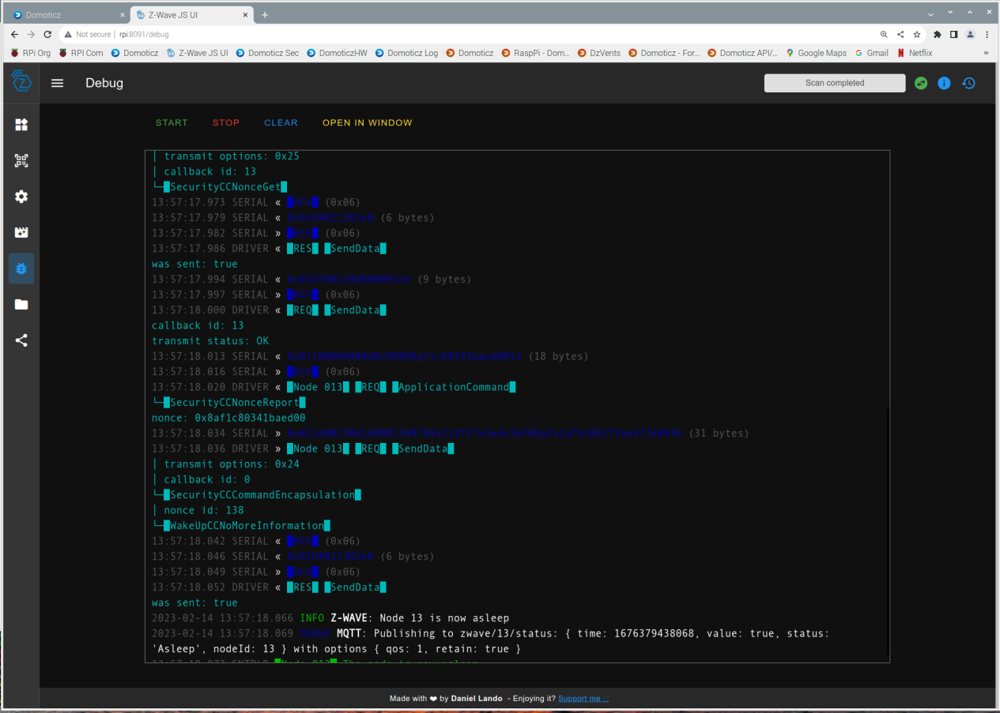 Domoticz
Z-Wave JS UI
Not secure | rpi:8091/debug
RPi Org RPI Com Domoticz Z-Wave JS UI Domoticz Sec DomoticzHW Domoticz Log Domoticz RaspPi - Dom... DzVents Domoticz - For... Domoticz API/... Google Maps Gmail Netflix »
Debug
Scan completed
START STOP CLEAR OPEN IN WINDOW
│ transmit options: 0x25
│ callback id: 13
└─█SecurityCCNonceGet█
13:57:17.973 SERIAL « █ACK█ (0x06)
13:57:17.979 SERIAL « (6 bytes)
13:57:17.982 SERIAL » █ACK█ (0x06)
13:57:17.986 DRIVER « █RES█ █SendData█
was sent: true
13:57:17.994 SERIAL « (9 bytes)
13:57:17.997 SERIAL » █ACK█ (0x06)
13:57:18.000 DRIVER « █REQ█ █SendData█
callback id: 13
transmit status: OK
13:57:18.013 SERIAL « (18 bytes)
13:57:18.016 SERIAL » █ACK█ (0x06)
13:57:18.020 DRIVER « █Node 013█ █REQ█ █ApplicationCommand█
└─█SecurityCCNonceReport█
nonce: 0x8af1c80341baed00
13:57:18.034 SERIAL » (31 bytes)
13:57:18.036 DRIVER » █Node 013█ █REQ█ █SendData█
│ transmit options: 0x24
│ callback id: 0
└─█SecurityCCCommandEncapsulation█
│ nonce id: 138
└─█WakeUpCCNoMoreInformation█
13:57:18.042 SERIAL « █ACK█ (0x06)
13:57:18.046 SERIAL « (6 bytes)
13:57:18.049 SERIAL » █ACK█ (0x06)
13:57:18.052 DRIVER « █RES█ █SendData█
was sent: true
2023-02-14 13:57:18.066 INFO Z-WAVE: Node 13 is now asleep
2023-02-14 13:57:18.069 DEBUG MQTT: Publishing to zwave/13/status: { time: 1676379438068, value: true, status:
'Asleep', nodeId: 13 } with options { qos: 1, retain: true }
13:57:18.073 CNTRLR █Node 013█ The node is now asleep.
Made with ❤ by Daniel Lando - Enjoying it? Support me